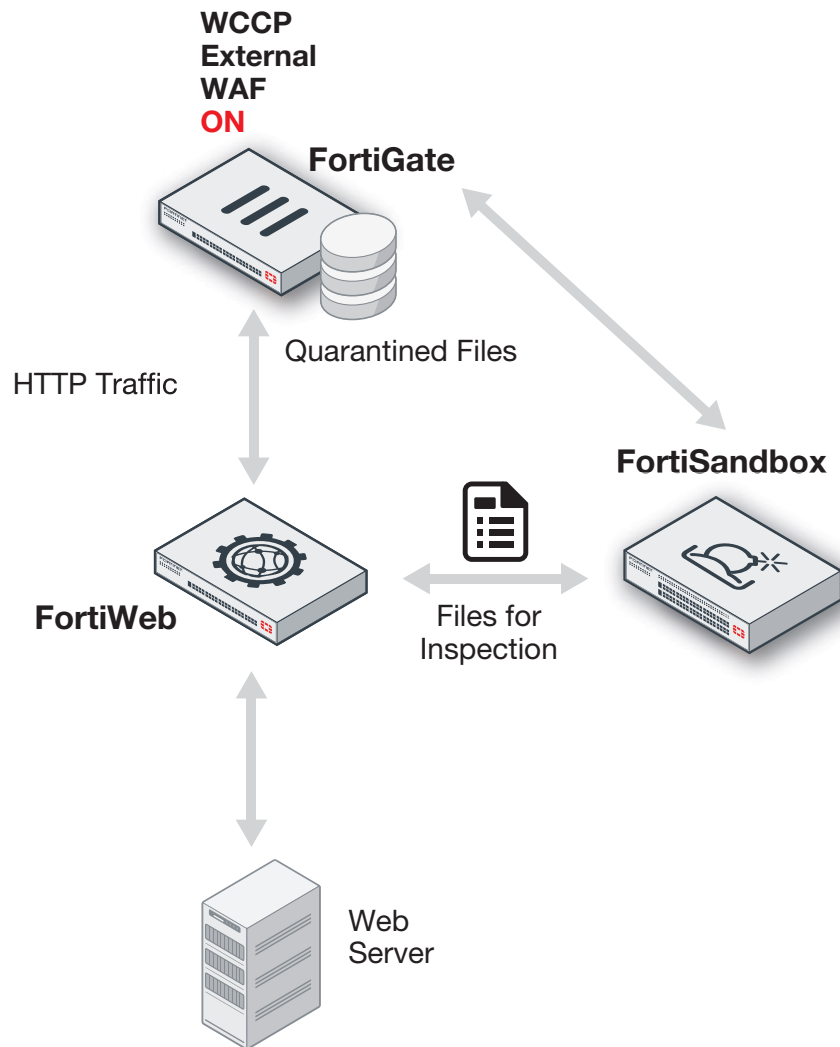 WCCP
External
WAF
ON
FortiGate
Quarantined Files
HTTP Traffic
FortiSandbox
FortiWeb
Files for
Inspection
Web
Server